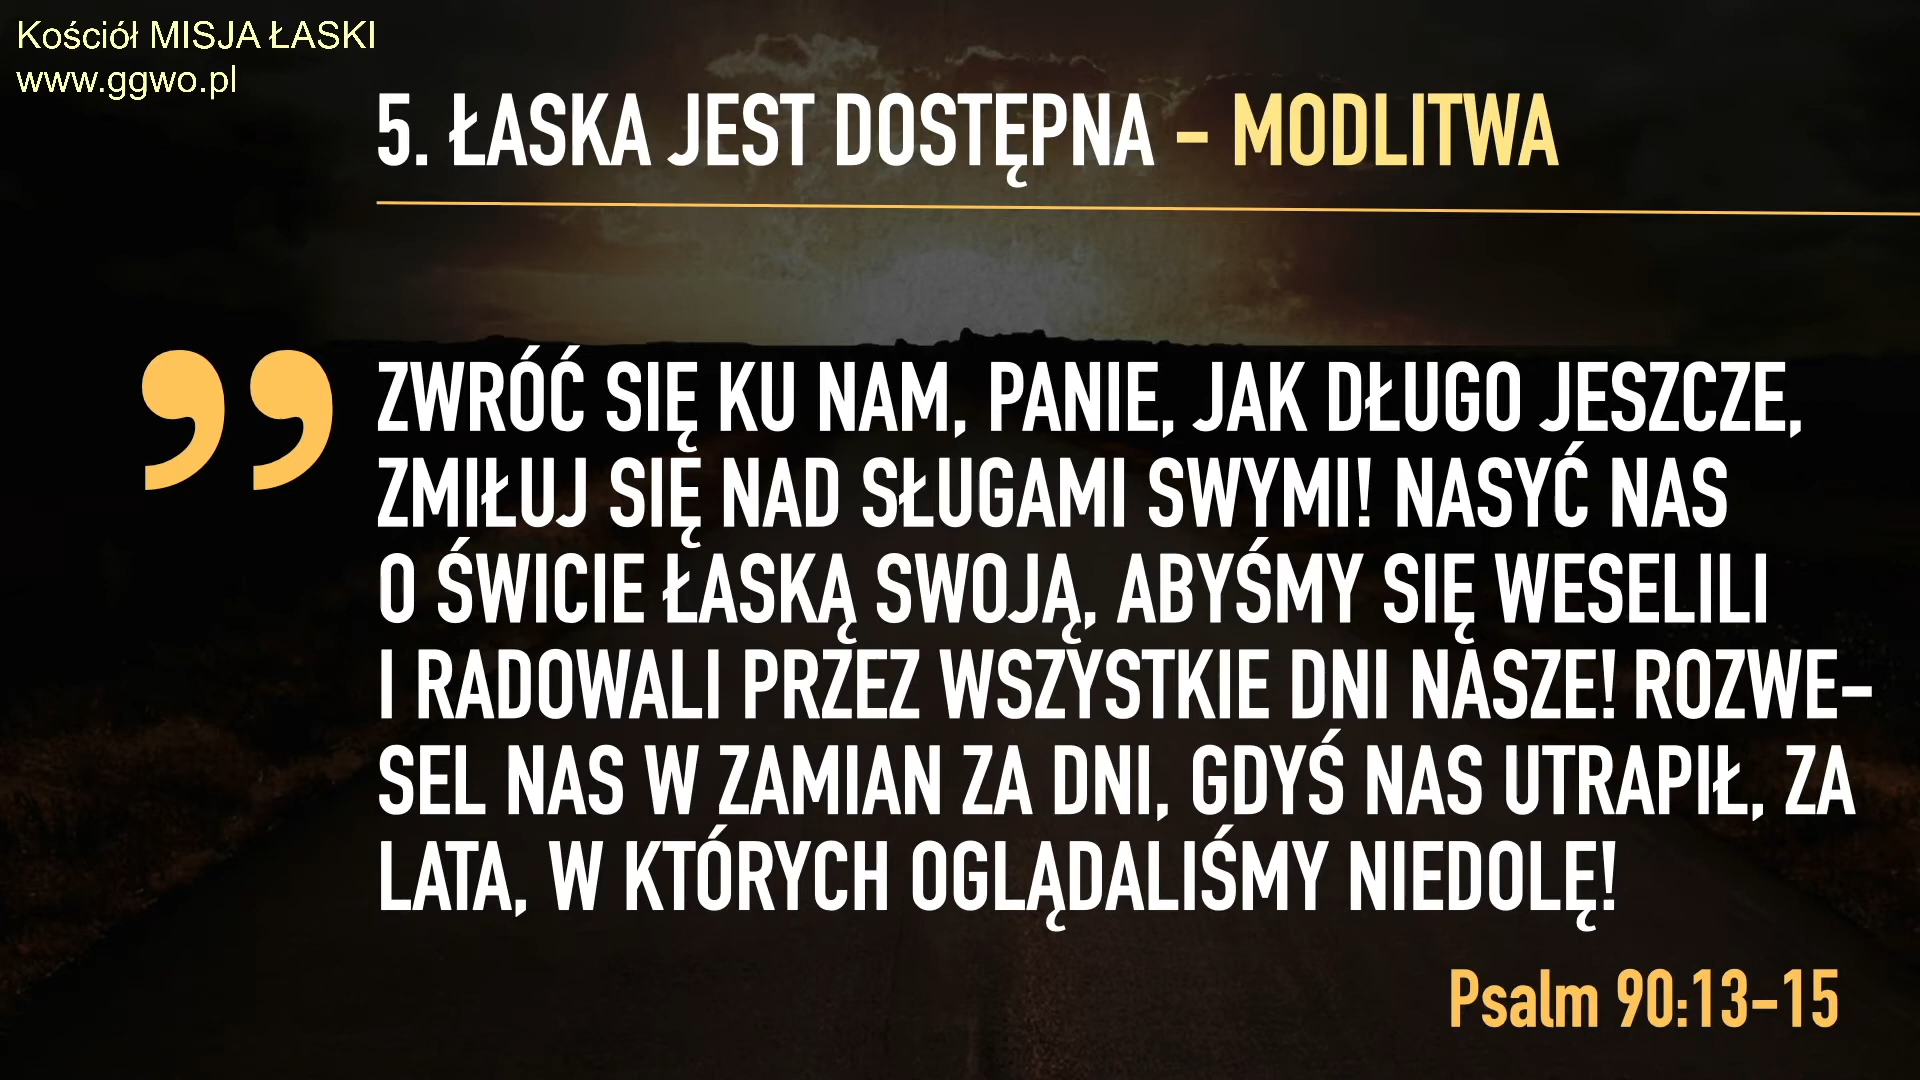 Kościół MISJA ŁASKI
www.ggwo.pl
5. ŁASKA JEST DOSTĘPNA - MODLITWA
” ZWRÓĆ SIĘ KU NAM, PANIE, JAK DŁUGO JESZCZE,
ZMIŁUJ SIĘ NAD SŁUGAMI SWYMI! NASYĆ NAS
O ŚWICIE ŁASKĄ SWOJĄ, ABYŚMY SIĘ WESELILI
I RADOWALI PRZEZ WSZYSTKIE DNI NASZE! ROZWE-
SEL NAS W ZAMIAN ZA DNI, GDYŚ NAS UTRAPIŁ, ZA
LATA, W KTÓRYCH OGLĄDALIŚMY NIEDOLĘ!
Psalm 90:13-15